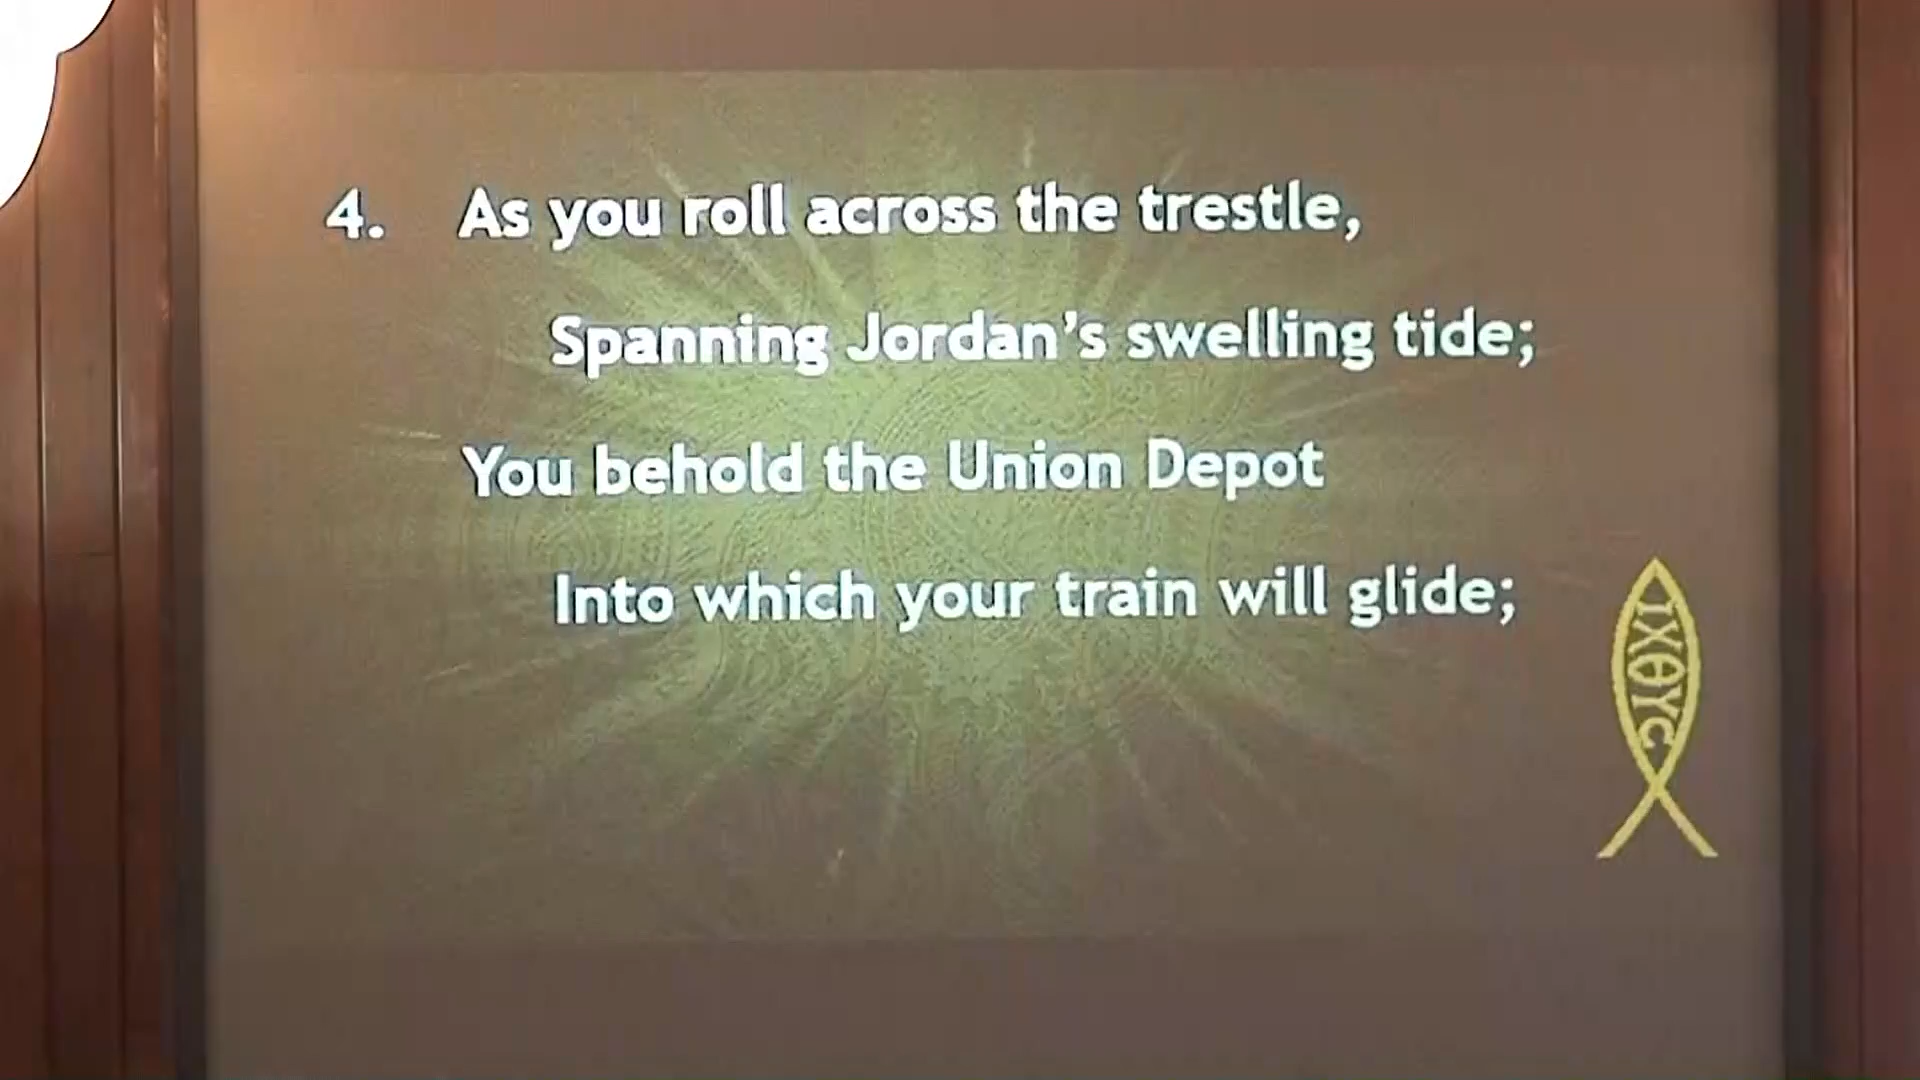 4. As you roll across the trestle,
Spanning Jordan's swelling tide;
You behold the Union Depot
Into which your train will glide;
ΙΧθΥC